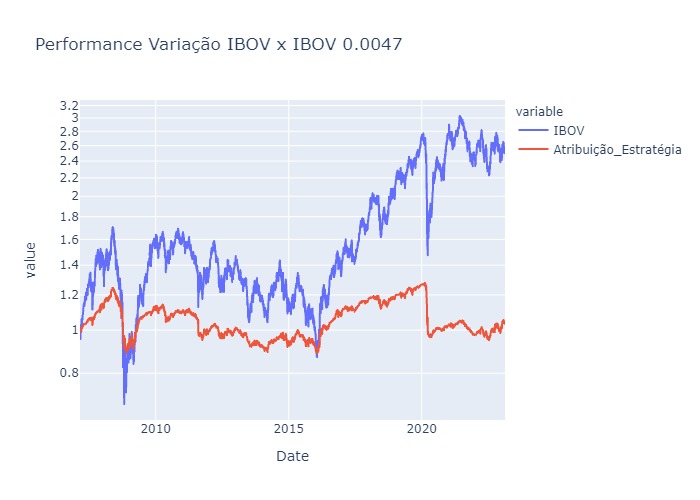 Performance Variação IBOV x IBOV 0.0047
variable
IBOV
Atribuição_Estratégia
value
3.2
3
2.8
2.6
2.4
2.2
2
1.8
1.6
1.4
1.2
1
0.8
2010
2015
2020
Date